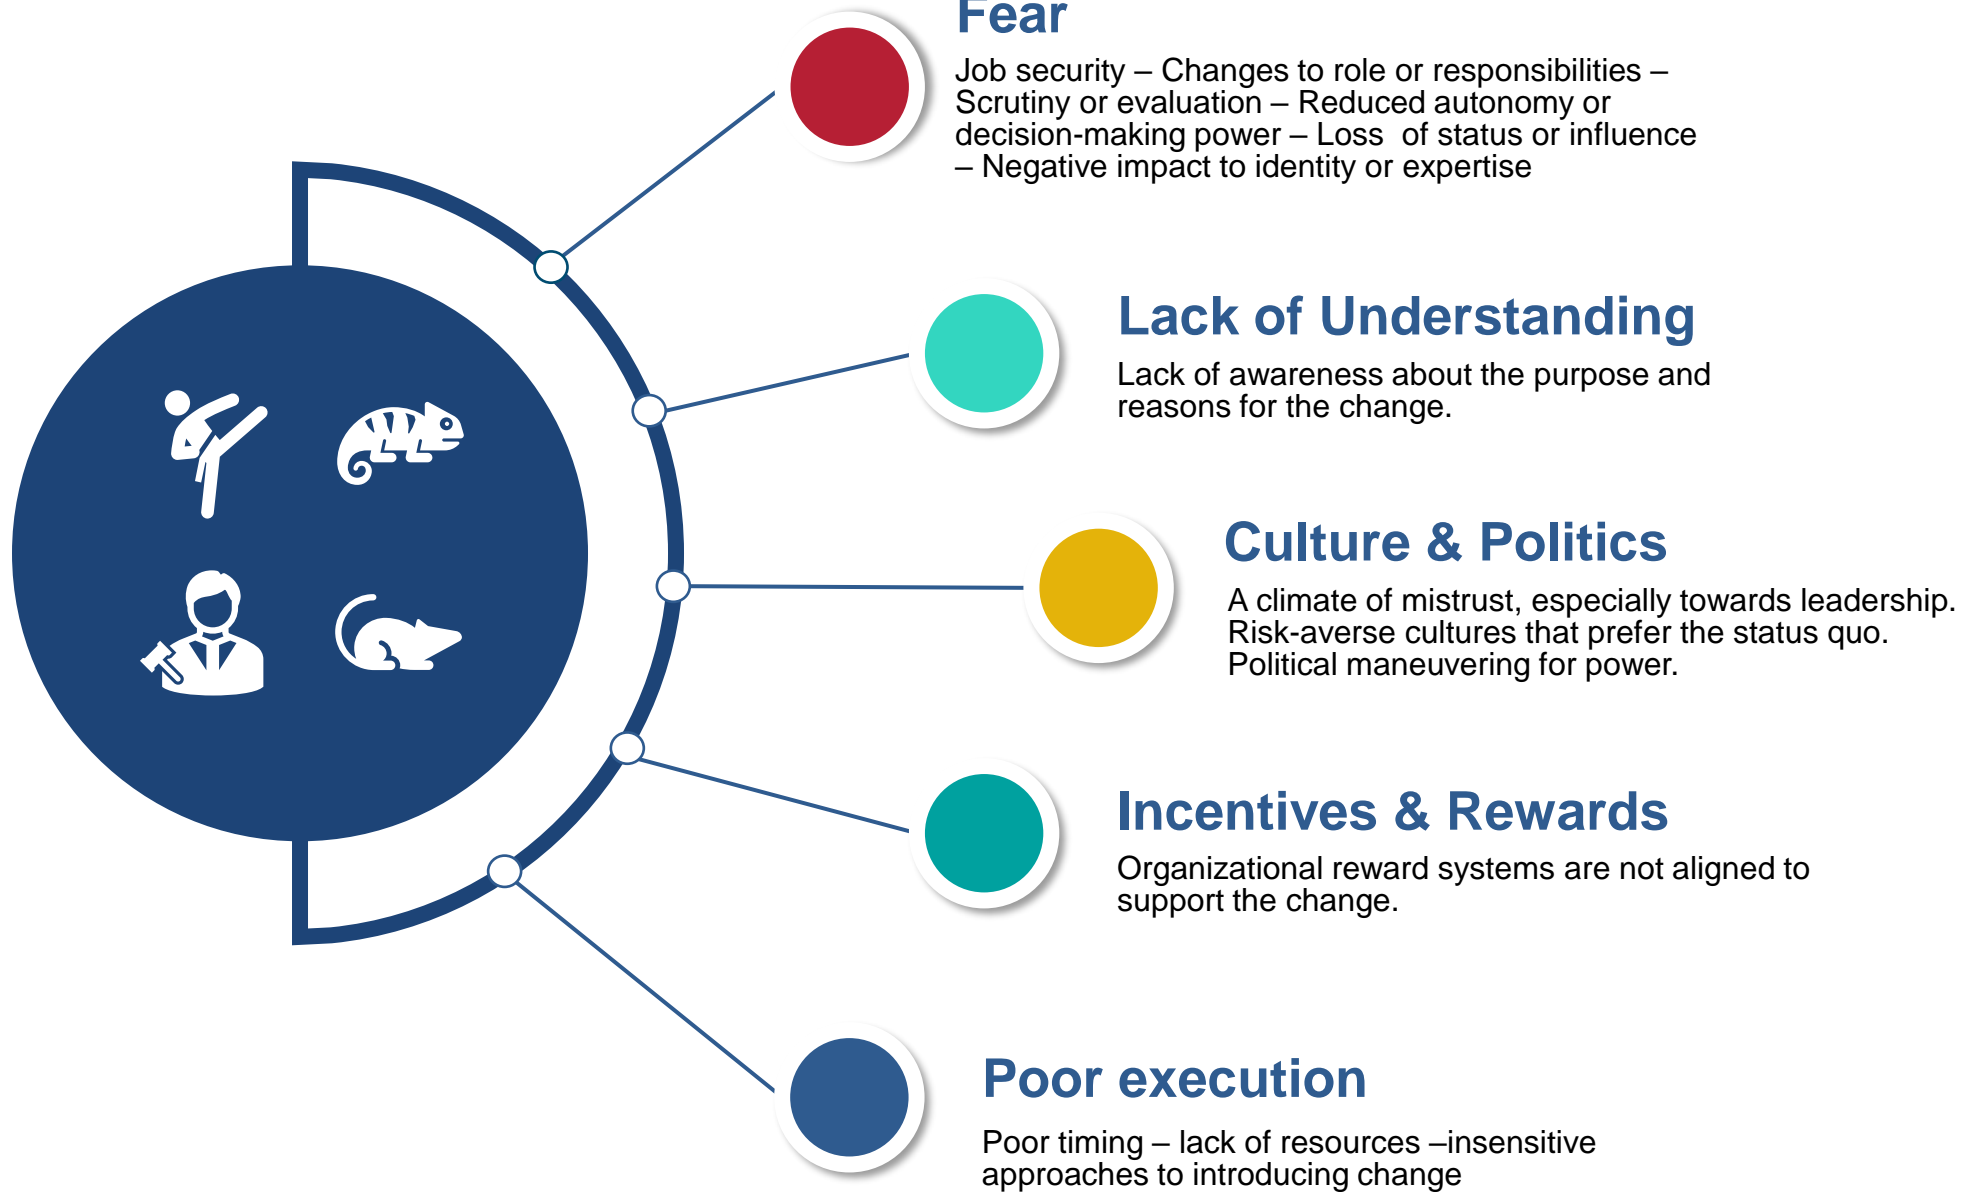 Fear
Job security – Changes to role or responsibilities –
Scrutiny or evaluation – Reduced autonomy or
decision-making power – Loss  of status or influence
– Negative impact to identity or expertise
Lack of Understanding
Lack of awareness about the purpose and
reasons for the change.
Culture & Politics
A climate of mistrust, especially towards leadership.
Risk-averse cultures that prefer the status quo.
Political maneuvering for power.
Incentives & Rewards
Organizational reward systems are not aligned to
support the change.
Poor execution
Poor timing – lack of resources –insensitive
approaches to introducing change